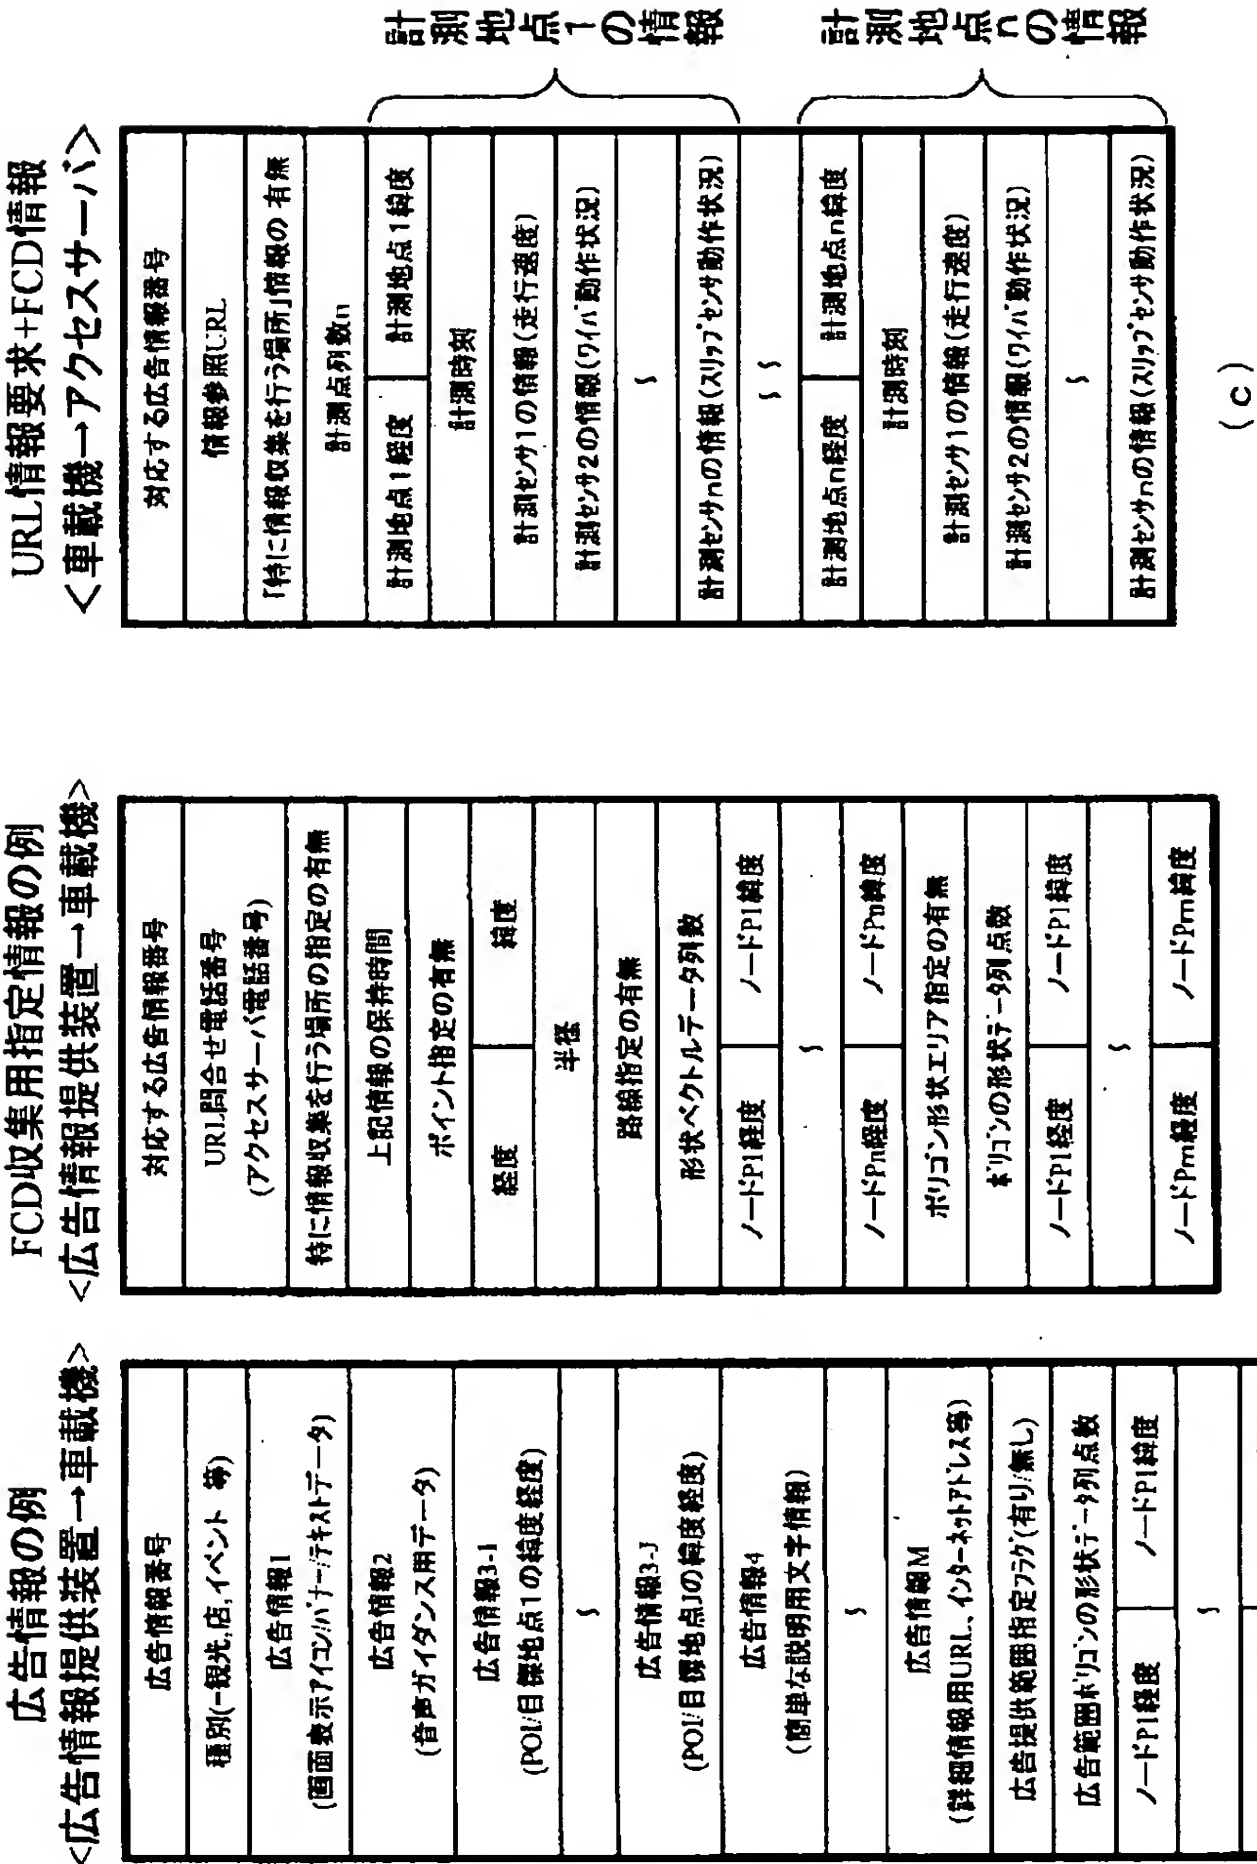 広告情報の例
<広告情報提供装置→車載機>
広告情報番号
種別(-観光,店,イベント 等)
広告情報1
(画面表示アイコン/バナー/テキストデータ)
広告情報2
(音声ガイダンス用データ)
広告情報3-1
(POI/目標地点1の緯度経度)
~
広告情報3-J
(POI/目標地点Jの緯度経度)
広告情報4
(簡単な説明用文字情報)
~
広告情報M
(詳細情報用URL、インターネットアドレス等)
広告提供範囲指定フラグ(有り/無し)
広告範囲ポリゴンの形状データ列点数
ノードP1経度 ノードP1緯度
~
FCD収集用指定情報の例
<広告情報提供装置→車載機>
対応する広告情報番号
URL問合せ電話番号
(アクセスサーバ電話番号)
特に情報収集を行う場所の指定の有無
上記情報の保持時間
ポイント指定の有無
経度 緯度
半径
路線指定の有無
形状ベクトルデータ列数
ノードP1経度 ノードP1緯度
~
ノードPn経度 ノードPn緯度
ポリゴン形状エリア指定の有無
ポリゴンの形状データ列点数
ノードP1経度 ノードP1緯度
~
ノードPm経度 ノードPm緯度
URL情報要求+FCD情報
<車載機→アクセスサーバ>
対応する広告情報番号
情報参照URL
「特に情報収集を行う場所」情報の 有無
計測点列数n
計測地点1経度 計測地点1緯度
計測時刻
計測センサ1の情報(走行速度)
計測センサ2の情報(ワイパ動作状況)
~
計測センサnの情報(スリップセンサ動作状況)
~
計測地点n経度 計測地点n緯度
計測時刻
計測センサ1の情報(走行速度)
計測センサ2の情報(ワイパ動作状況)
~
計測センサnの情報(スリップセンサ動作状況)
計測地点1の情報
計測地点nの情報
(c)